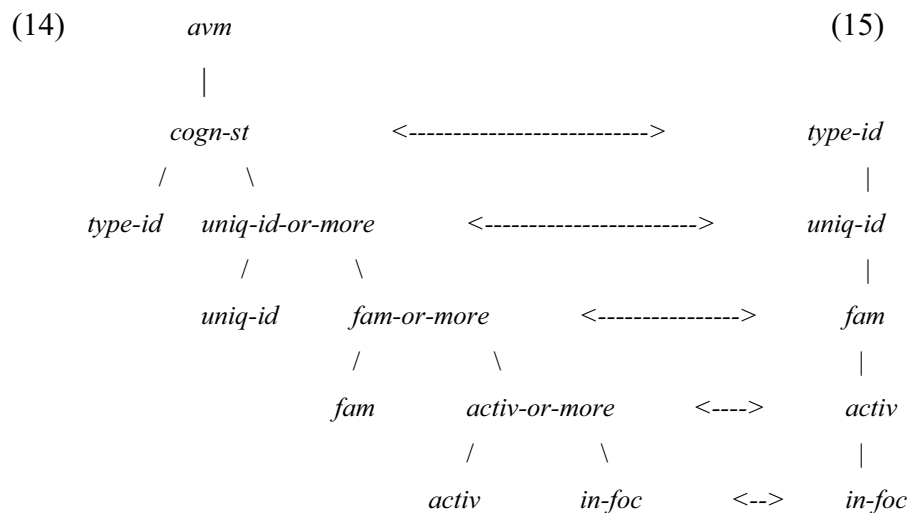 (14) avm (15)
|
cogn-st <---------------------------> type-id
/ \ |
type-id uniq-id-or-more <------------------------> uniq-id
/ \ |
uniq-id fam-or-more <----------------> fam
/ \ |
fam activ-or-more <----> activ
/ \ |
activ in-foc <--> in-foc